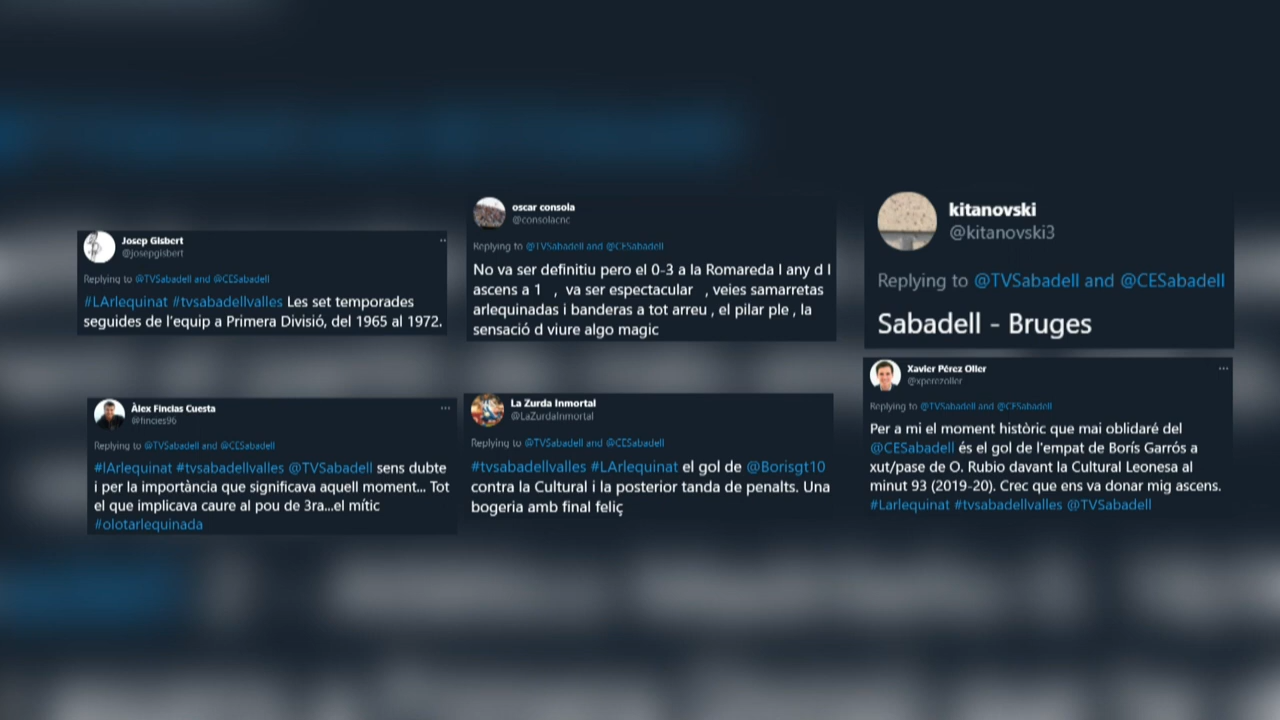 Josep Gisbert
@josepgisbert
Replying to @TVSabadell and @CESabadell
#LArlequinat #tvsabadellvalles Les set temporades
seguides de l'equip a Primera Divisió, del 1965 al 1972.
oscar consola
@consolacnc
Replying to @TVSabadell and @CESabadell
No va ser definitiu pero el 0-3 a la Romareda l any d l
ascens a 1 , va ser espectacular , veies samarretas
arlequinadas i banderas a tot arreu , el pilar ple , la
sensació d viure algo magic
kitanovski
@kitanovski3
Replying to @TVSabadell and @CESabadell
Sabadell - Bruges
Àlex Fincias Cuesta
@fincies96
Replying to @TVSabadell and @CESabadell
#lArlequinat #tvsabadellvalles @TVSabadell sens dubte
i per la importància que significava aquell moment... Tot
el que implicava caure al pou de 3ra...el mític
#olotarlequinada
La Zurda Inmortal
@LaZurdaInmortal
Replying to @TVSabadell and @CESabadell
#tvsabadellvalles #LArlequinat el gol de @Borisgt10
contra la Cultural i la posterior tanda de penalts. Una
bogeria amb final feliç
Xavier Pérez Oller
@xperezoller
Replying to @TVSabadell and @CESabadell
Per a mi el moment històric que mai oblidaré del
@CESabadell és el gol de l'empat de Borís Garrós a
xut/pase de O. Rubio davant la Cultural Leonesa al
minut 93 (2019-20). Crec que ens va donar mig ascens.
#Larlequinat #tvsabadellvalles @TVSabadell